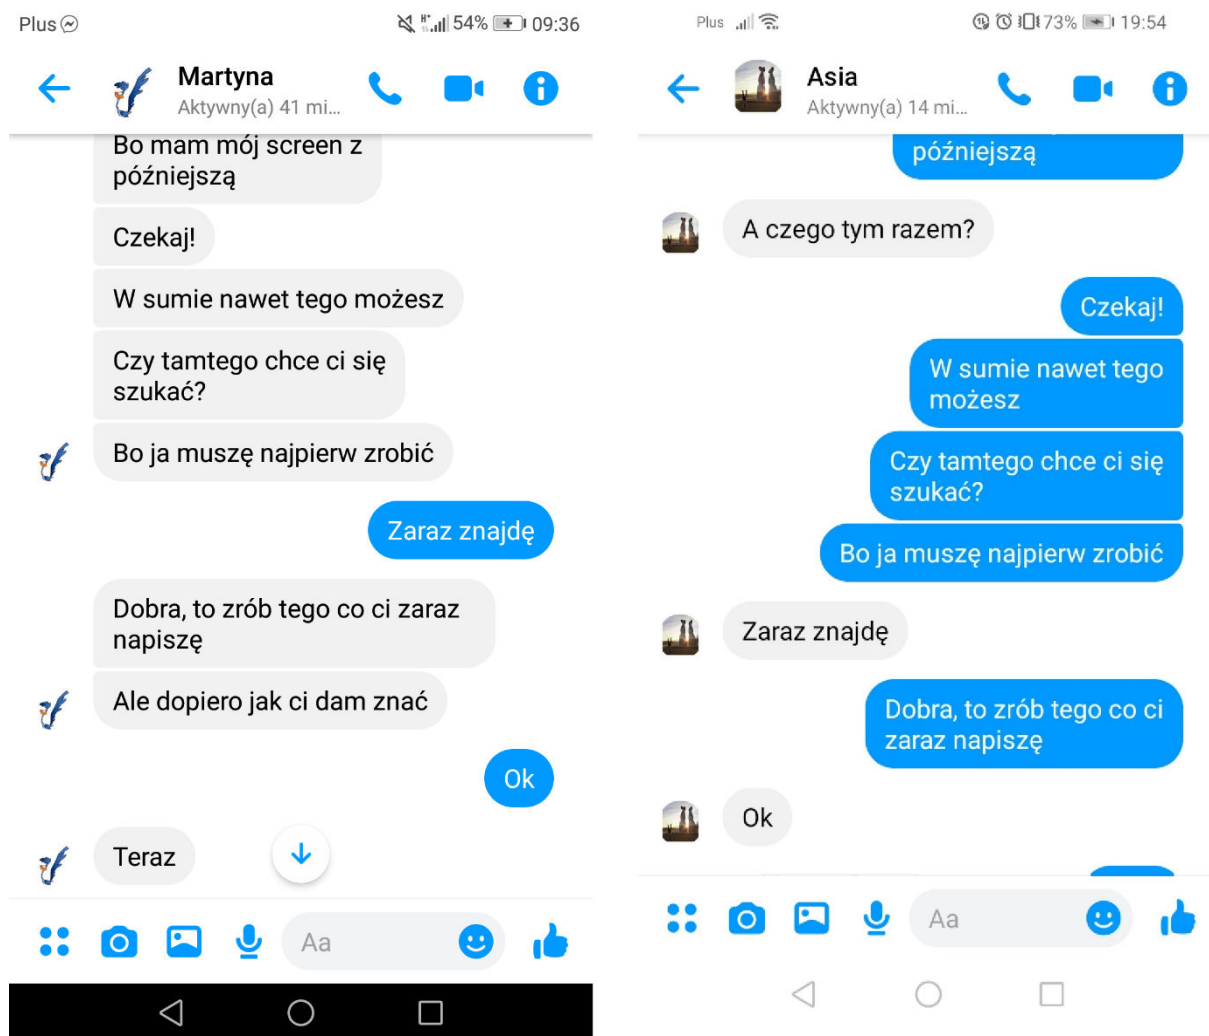 Plus
54% 09:36
Martyna
Aktywny(a) 41 mi...
Bo mam mój screen z
późniejszą
Czekaj!
W sumie nawet tego możesz
Czy tamtego chce ci się
szukać?
Bo ja muszę najpierw zrobić
Zaraz znajdę
Dobra, to zrób tego co ci zaraz
napiszę
Ale dopiero jak ci dam znać
Ok
Teraz
Aa
Plus
73% 19:54
Asia
Aktywny(a) 14 mi...
późniejszą
A czego tym razem?
Czekaj!
W sumie nawet tego
możesz
Czy tamtego chce ci się
szukać?
Bo ja muszę najpierw zrobić
Zaraz znajdę
Dobra, to zrób tego co ci
zaraz napiszę
Ok
Aa